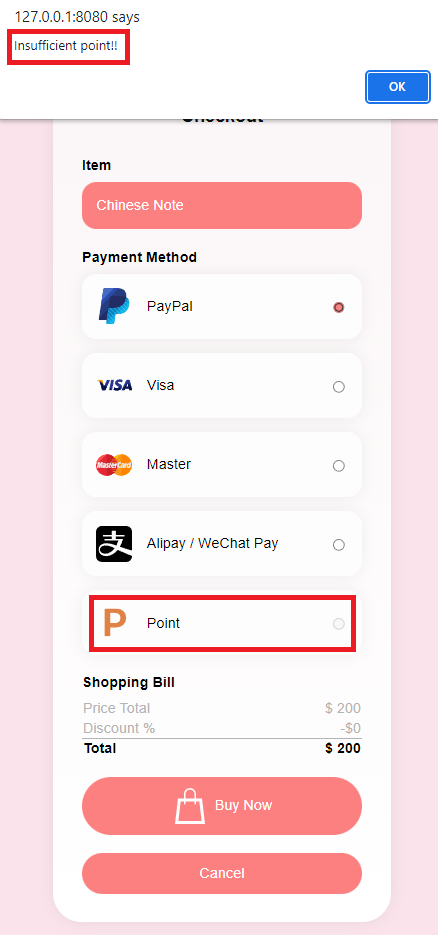 127.0.0.1:8080 says
Insufficient point!!
OK
Checkout
Item
Chinese Note
Payment Method
PayPal
VISA Visa
MasterCard Master
支 Alipay / WeChat Pay
P Point
Shopping Bill
Price Total $ 200
Discount % -$0
Total $ 200
Buy Now
Cancel